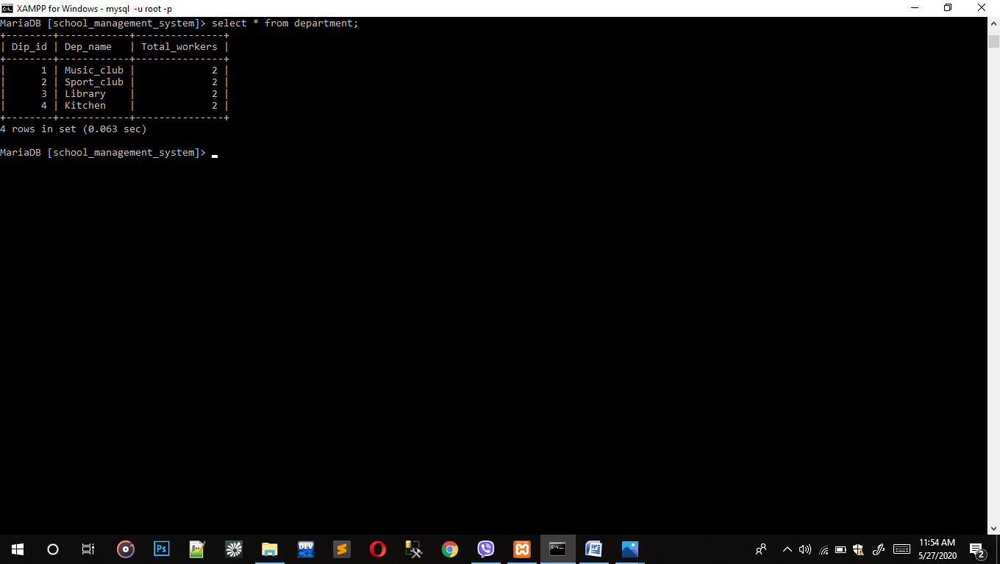 XAMPP for Windows - mysql  -u root -p
MariaDB [school_management_system]> select * from department;
+--------+------------+---------------+
| Dip_id | Dep_name   | Total_workers |
+--------+------------+---------------+
|      1 | Music_club |             2 |
|      2 | Sport_club |             2 |
|      3 | Library    |             2 |
|      4 | Kitchen    |             2 |
+--------+------------+---------------+
4 rows in set (0.063 sec)
MariaDB [school_management_system]>
Ps
DEV
11:54 AM
5/27/2020
2